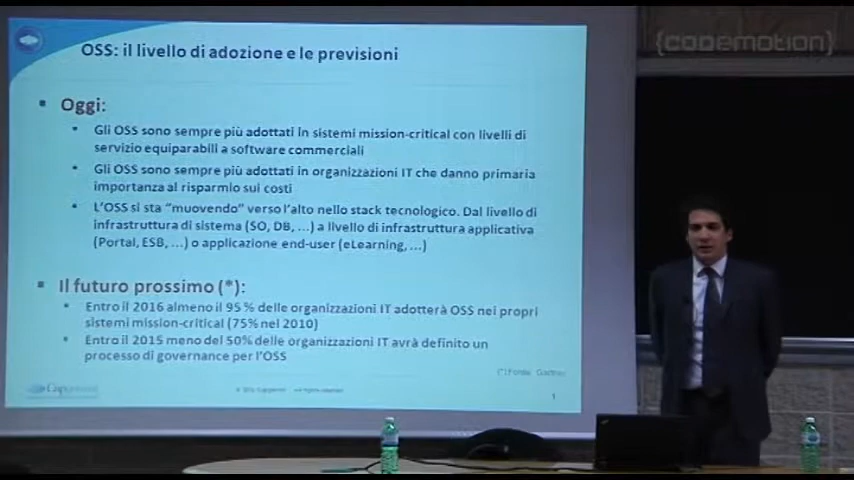 {codemotion}
OSS: il livello di adozione e le previsioni
Oggi:
Gli OSS sono sempre più adottati in sistemi mission-critical con livelli di
servizio equiparabili a software commerciali
Gli OSS sono sempre più adottati in organizzazioni IT che danno primaria
importanza al risparmio sui costi
L'OSS si sta "muovendo" verso l'alto nello stack tecnologico. Dal livello di
infrastruttura di sistema (SO, DB, ...) a livello di infrastruttura applicativa
(Portal, ESB, ...) o applicazione end-user (eLearning, ...)
Il futuro prossimo (*):
Entro il 2016 almeno il 95 % delle organizzazioni IT adotterà OSS nei propri
sistemi mission-critical (75% nel 2010)
Entro il 2015 meno del 50% delle organizzazioni IT avrà definito un
processo di governance per l'OSS
1